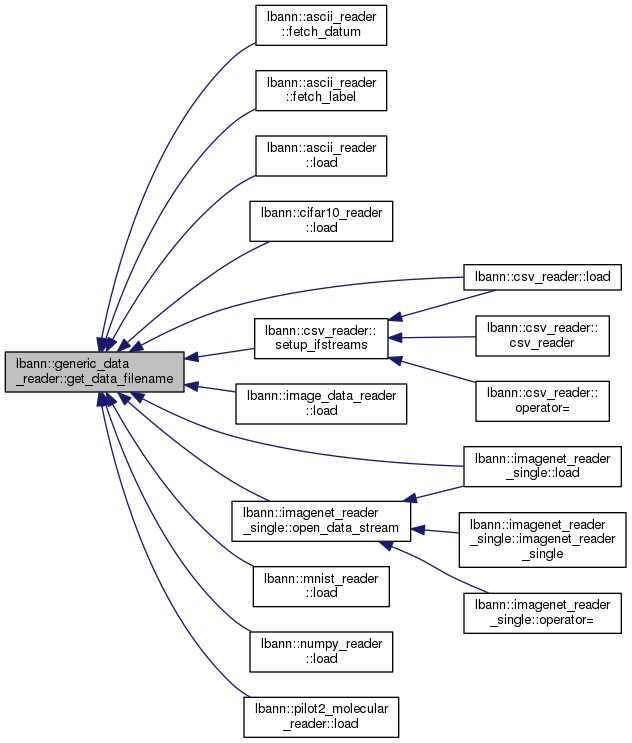 lbann::ascii_reader
::fetch_datum
lbann::ascii_reader
::fetch_label
lbann::ascii_reader
::load
lbann::cifar10_reader
::load
lbann::csv_reader::load
lbann::csv_reader::
setup_ifstreams
lbann::csv_reader::
csv_reader
lbann::generic_data
_reader::get_data_filename
lbann::image_data_reader
::load
lbann::csv_reader::
operator=
lbann::imagenet_reader
_single::load
lbann::imagenet_reader
_single::open_data_stream
lbann::imagenet_reader
_single::imagenet_reader
_single
lbann::mnist_reader
::load
lbann::imagenet_reader
_single::operator=
lbann::numpy_reader
::load
lbann::pilot2_molecular
_reader::load